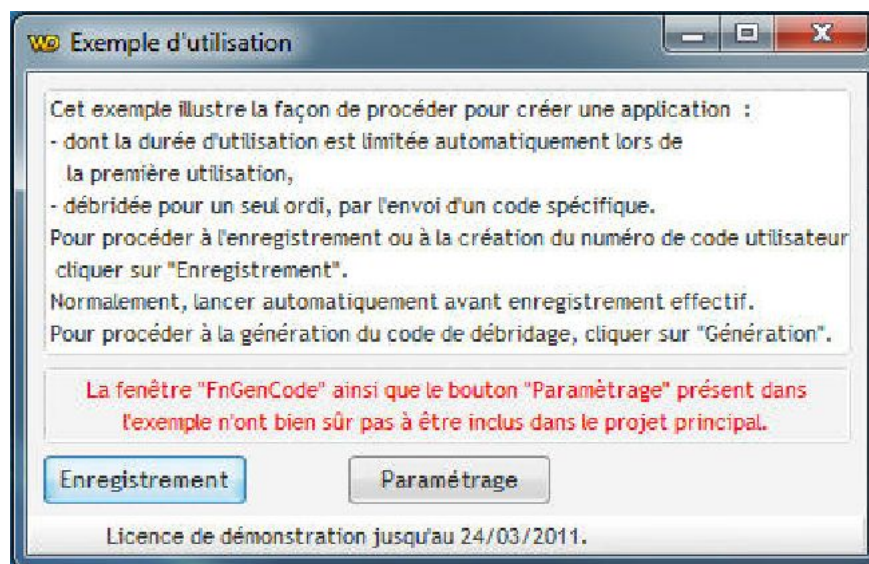 WD Exemple d'utilisation
Cet exemple illustre la façon de procéder pour créer une application :
- dont la durée d'utilisation est limitée automatiquement lors de
la première utilisation,
- débridée pour un seul ordi, par l'envoi d'un code spécifique.
Pour procéder à l'enregistrement ou à la création du numéro de code utilisateur
cliquer sur "Enregistrement".
Normalement, lancer automatiquement avant enregistrement effectif.
Pour procéder à la génération du code de débridage, cliquer sur "Génération".
La fenêtre "FnGenCode" ainsi que le bouton "Paramètrage" présent dans
l'exemple n'ont bien sûr pas à être inclus dans le projet principal.
Enregistrement
Paramétrage
Licence de démonstration jusqu'au 24/03/2011.